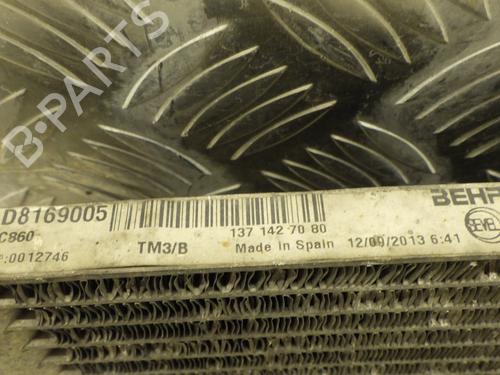 B-PARTS
D8169005
137 142 70 80
BEHR
C860
TM3/B
Made in Spain
12/09/2013 6:41
:0012746